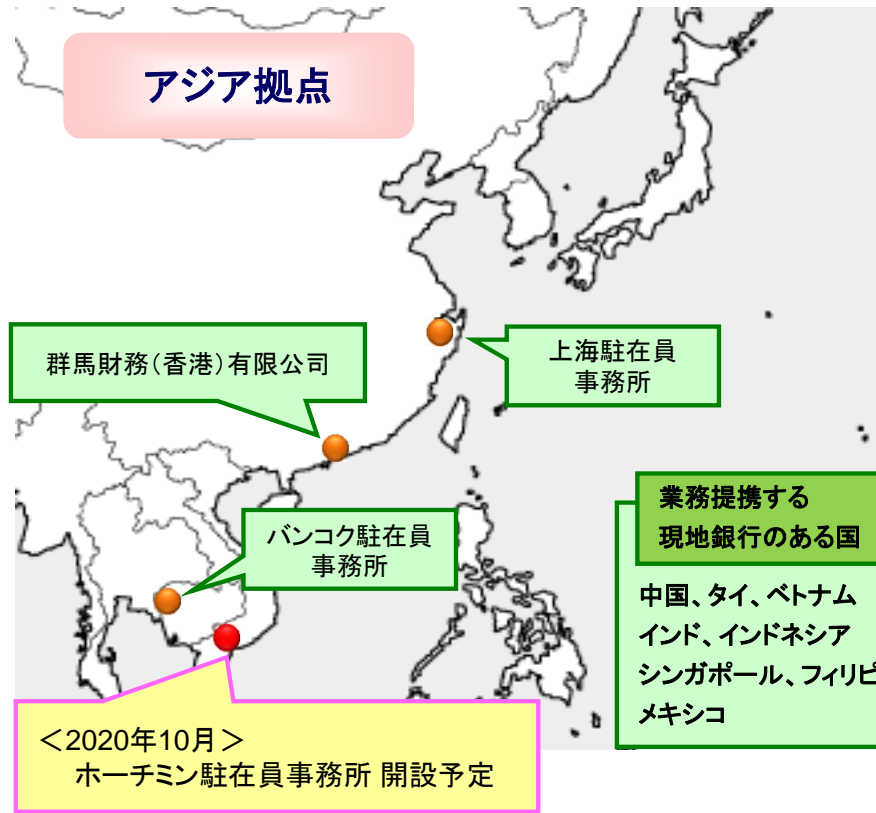 アジア拠点
群馬財務(香港)有限公司
上海駐在員
事務所
バンコク駐在員
事務所
業務提携する
現地銀行のある国
中国、タイ、ベトナム
インド、インドネシア
シンガポール、フィリピ
メキシコ
＜2020年10月＞
ホーチミン駐在員事務所 開設予定